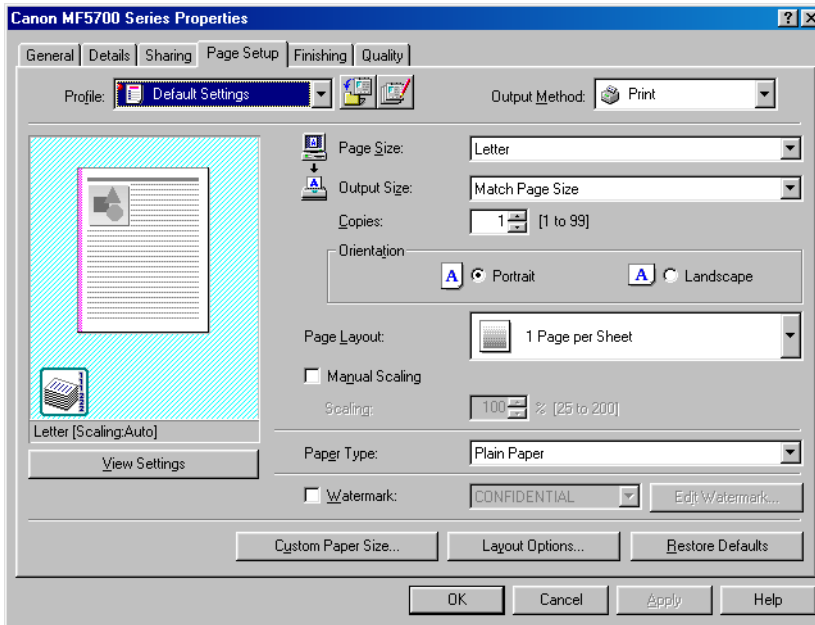 Canon MF5700 Series Properties
General Details Sharing Page Setup Finishing Quality
Profile: Default Settings Output Method: Print
Page Size: Letter
Output Size: Match Page Size
Copies: 1 [1 to 99]
Orientation
A Portrait A Landscape
Page Layout: 1 Page per Sheet
Manual Scaling
Scaling: 100 % [25 to 200]
Letter [Scaling:Auto]
View Settings
Paper Type: Plain Paper
Watermark: CONFIDENTIAL Edit Watermark...
Custom Paper Size... Layout Options... Restore Defaults
OK Cancel Apply Help